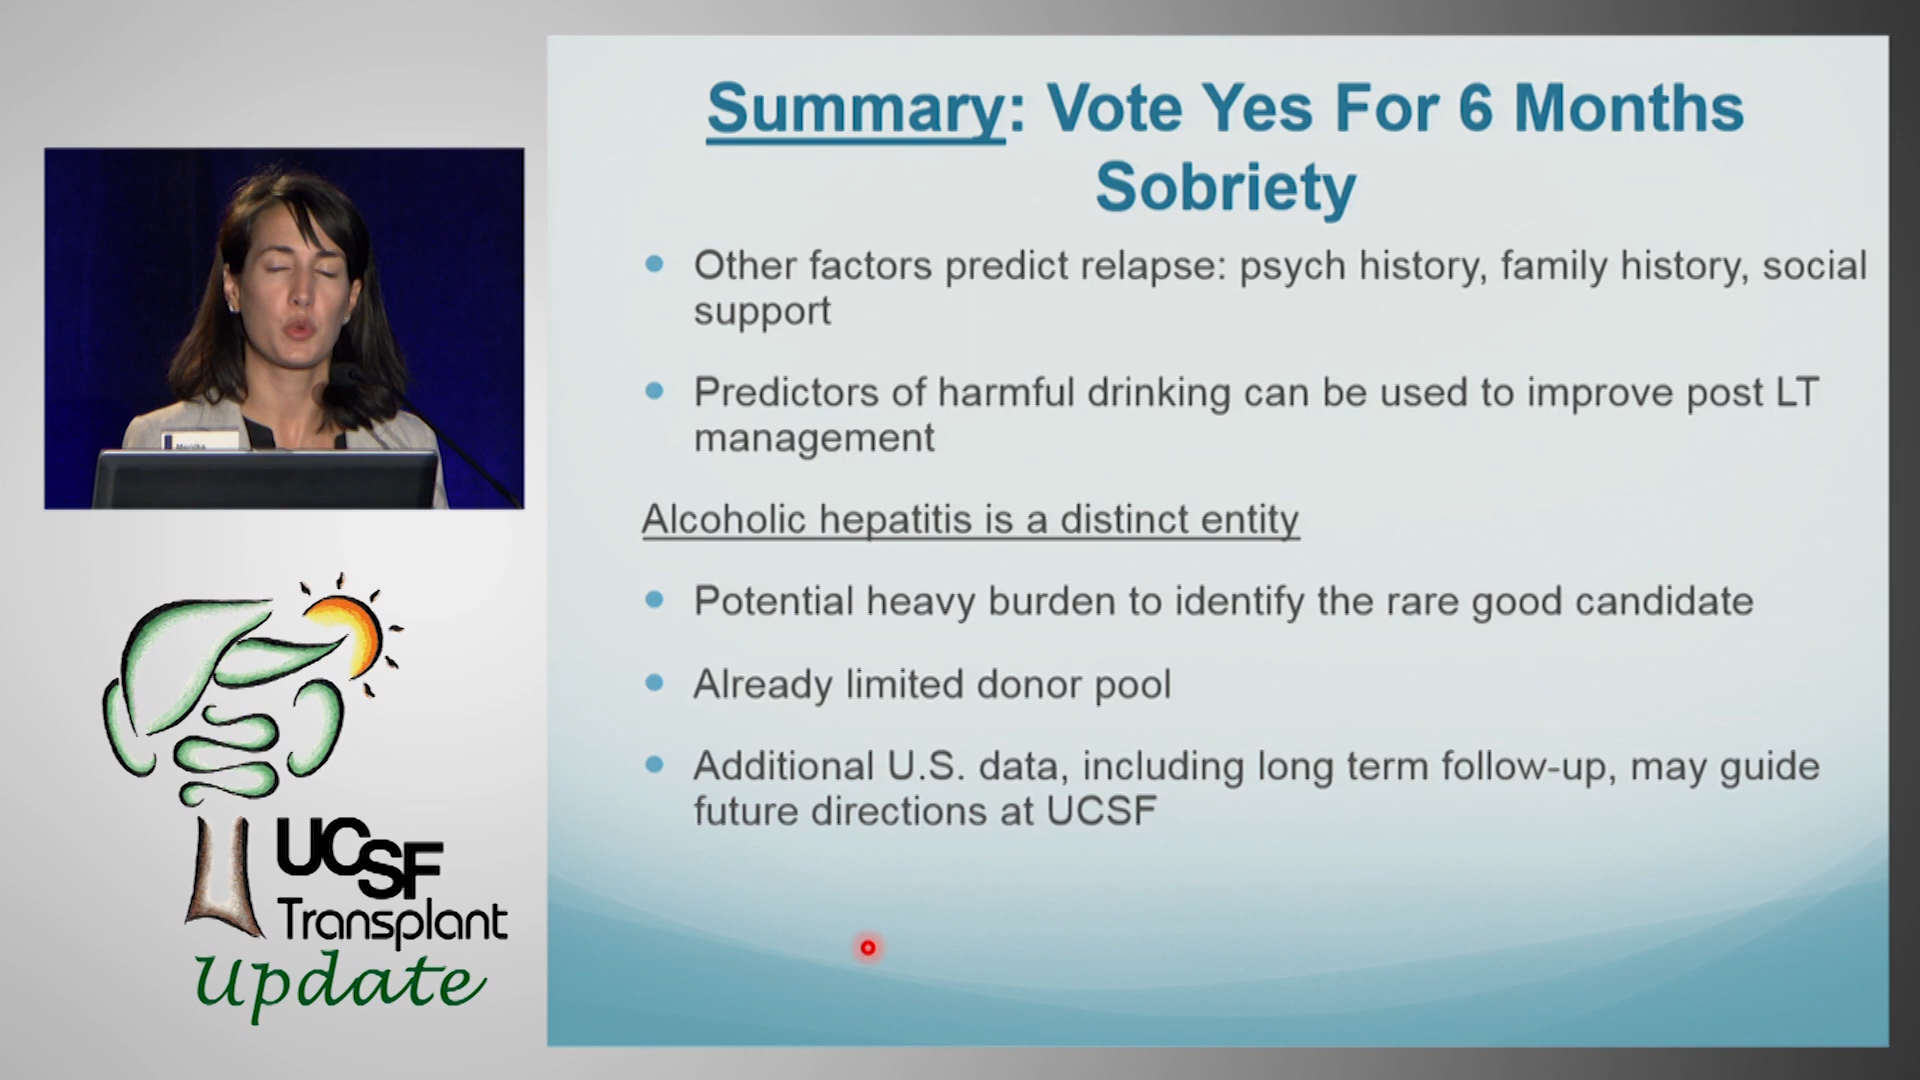 Summary: Vote Yes For 6 Months
Sobriety
• Other factors predict relapse: psych history, family history, social
support
• Predictors of harmful drinking can be used to improve post LT
management
Alcoholic hepatitis is a distinct entity
• Potential heavy burden to identify the rare good candidate
• Already limited donor pool
• Additional U.S. data, including long term follow-up, may guide
future directions at UCSF
Monika
UCSF
Transplant
Update